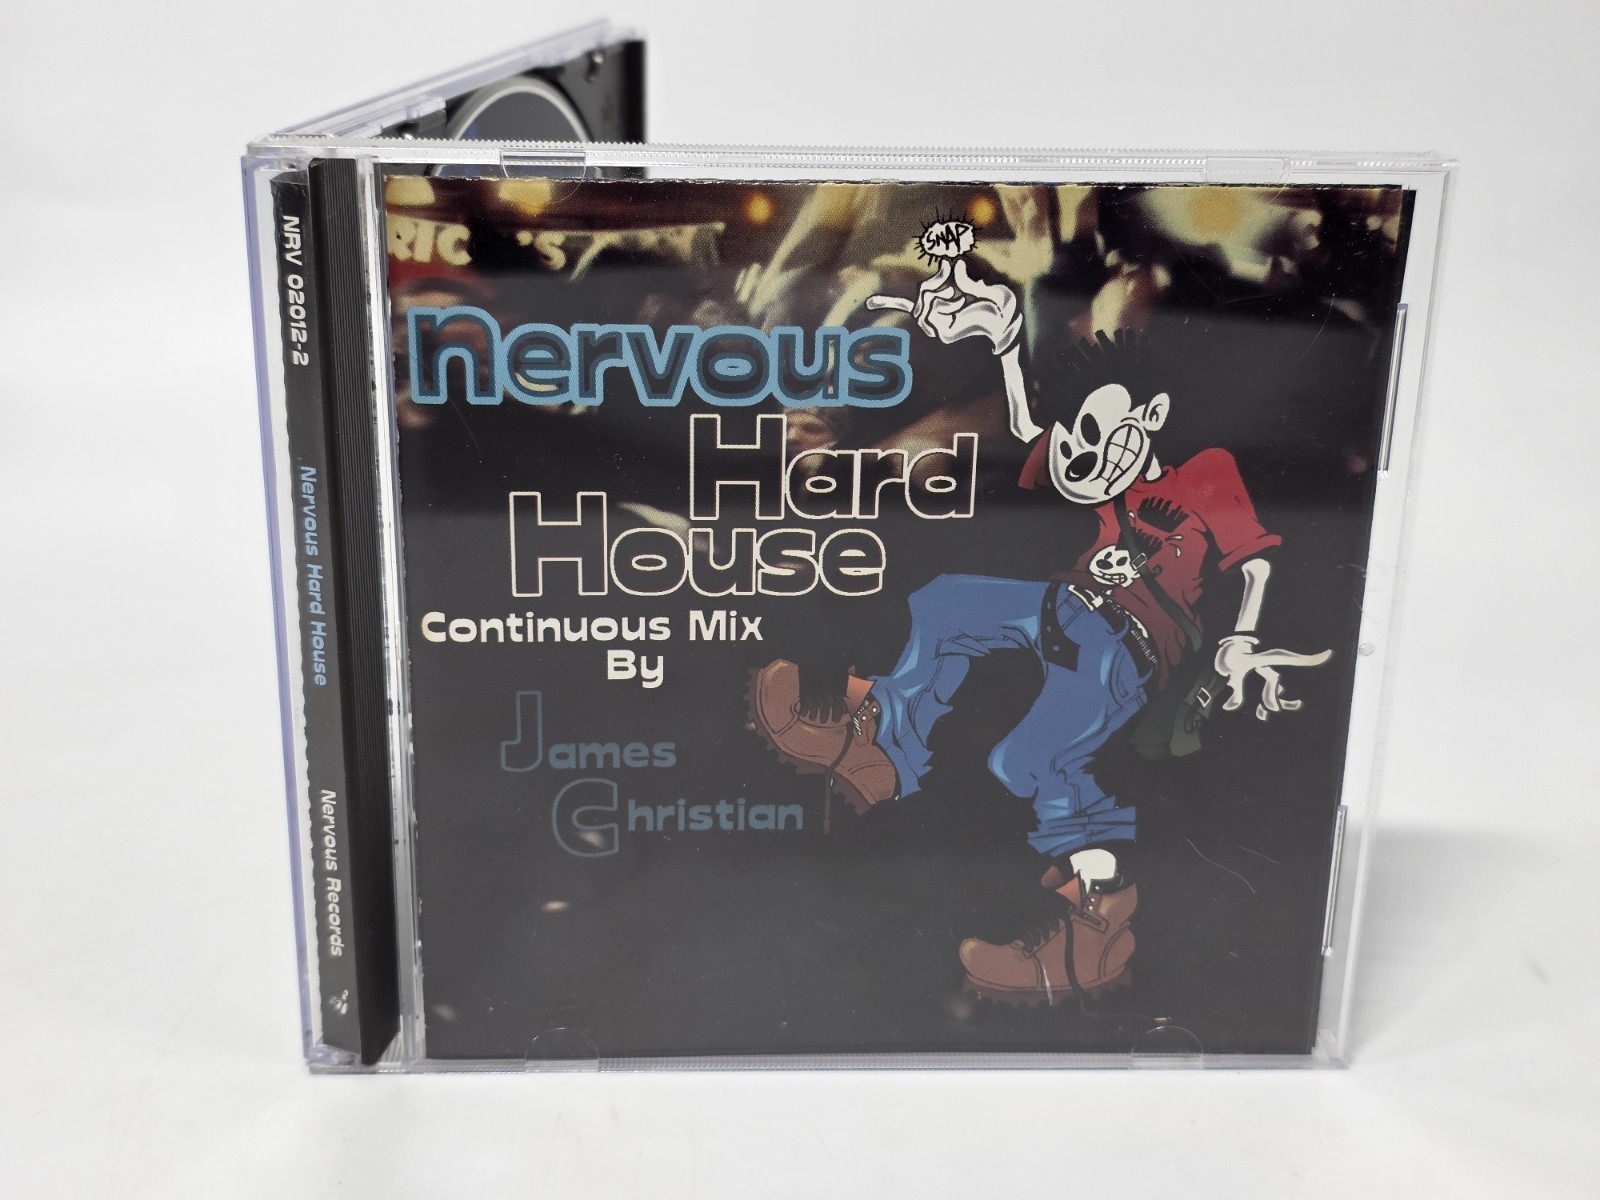 NRV 02012-2
Nervous Hard House
Nervous Records
SNAP
nervous
Hard
House
Continuous Mix
By
James
Christian